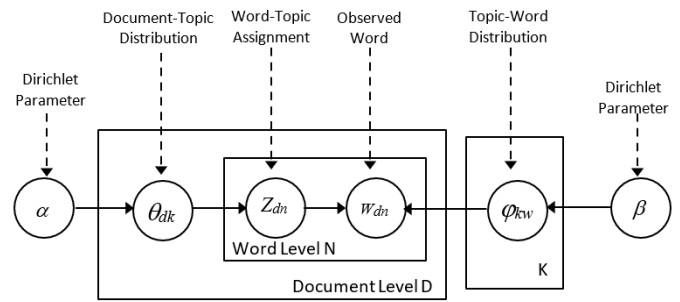 Document-Topic
Distribution
Word-Topic
Assignment
Observed
Word
Topic-Word
Distribution
Dirichlet
Parameter
Dirichlet
Parameter
α
θdk
Zdn
Wdn
φkw
β
Word Level N
Document Level D
K